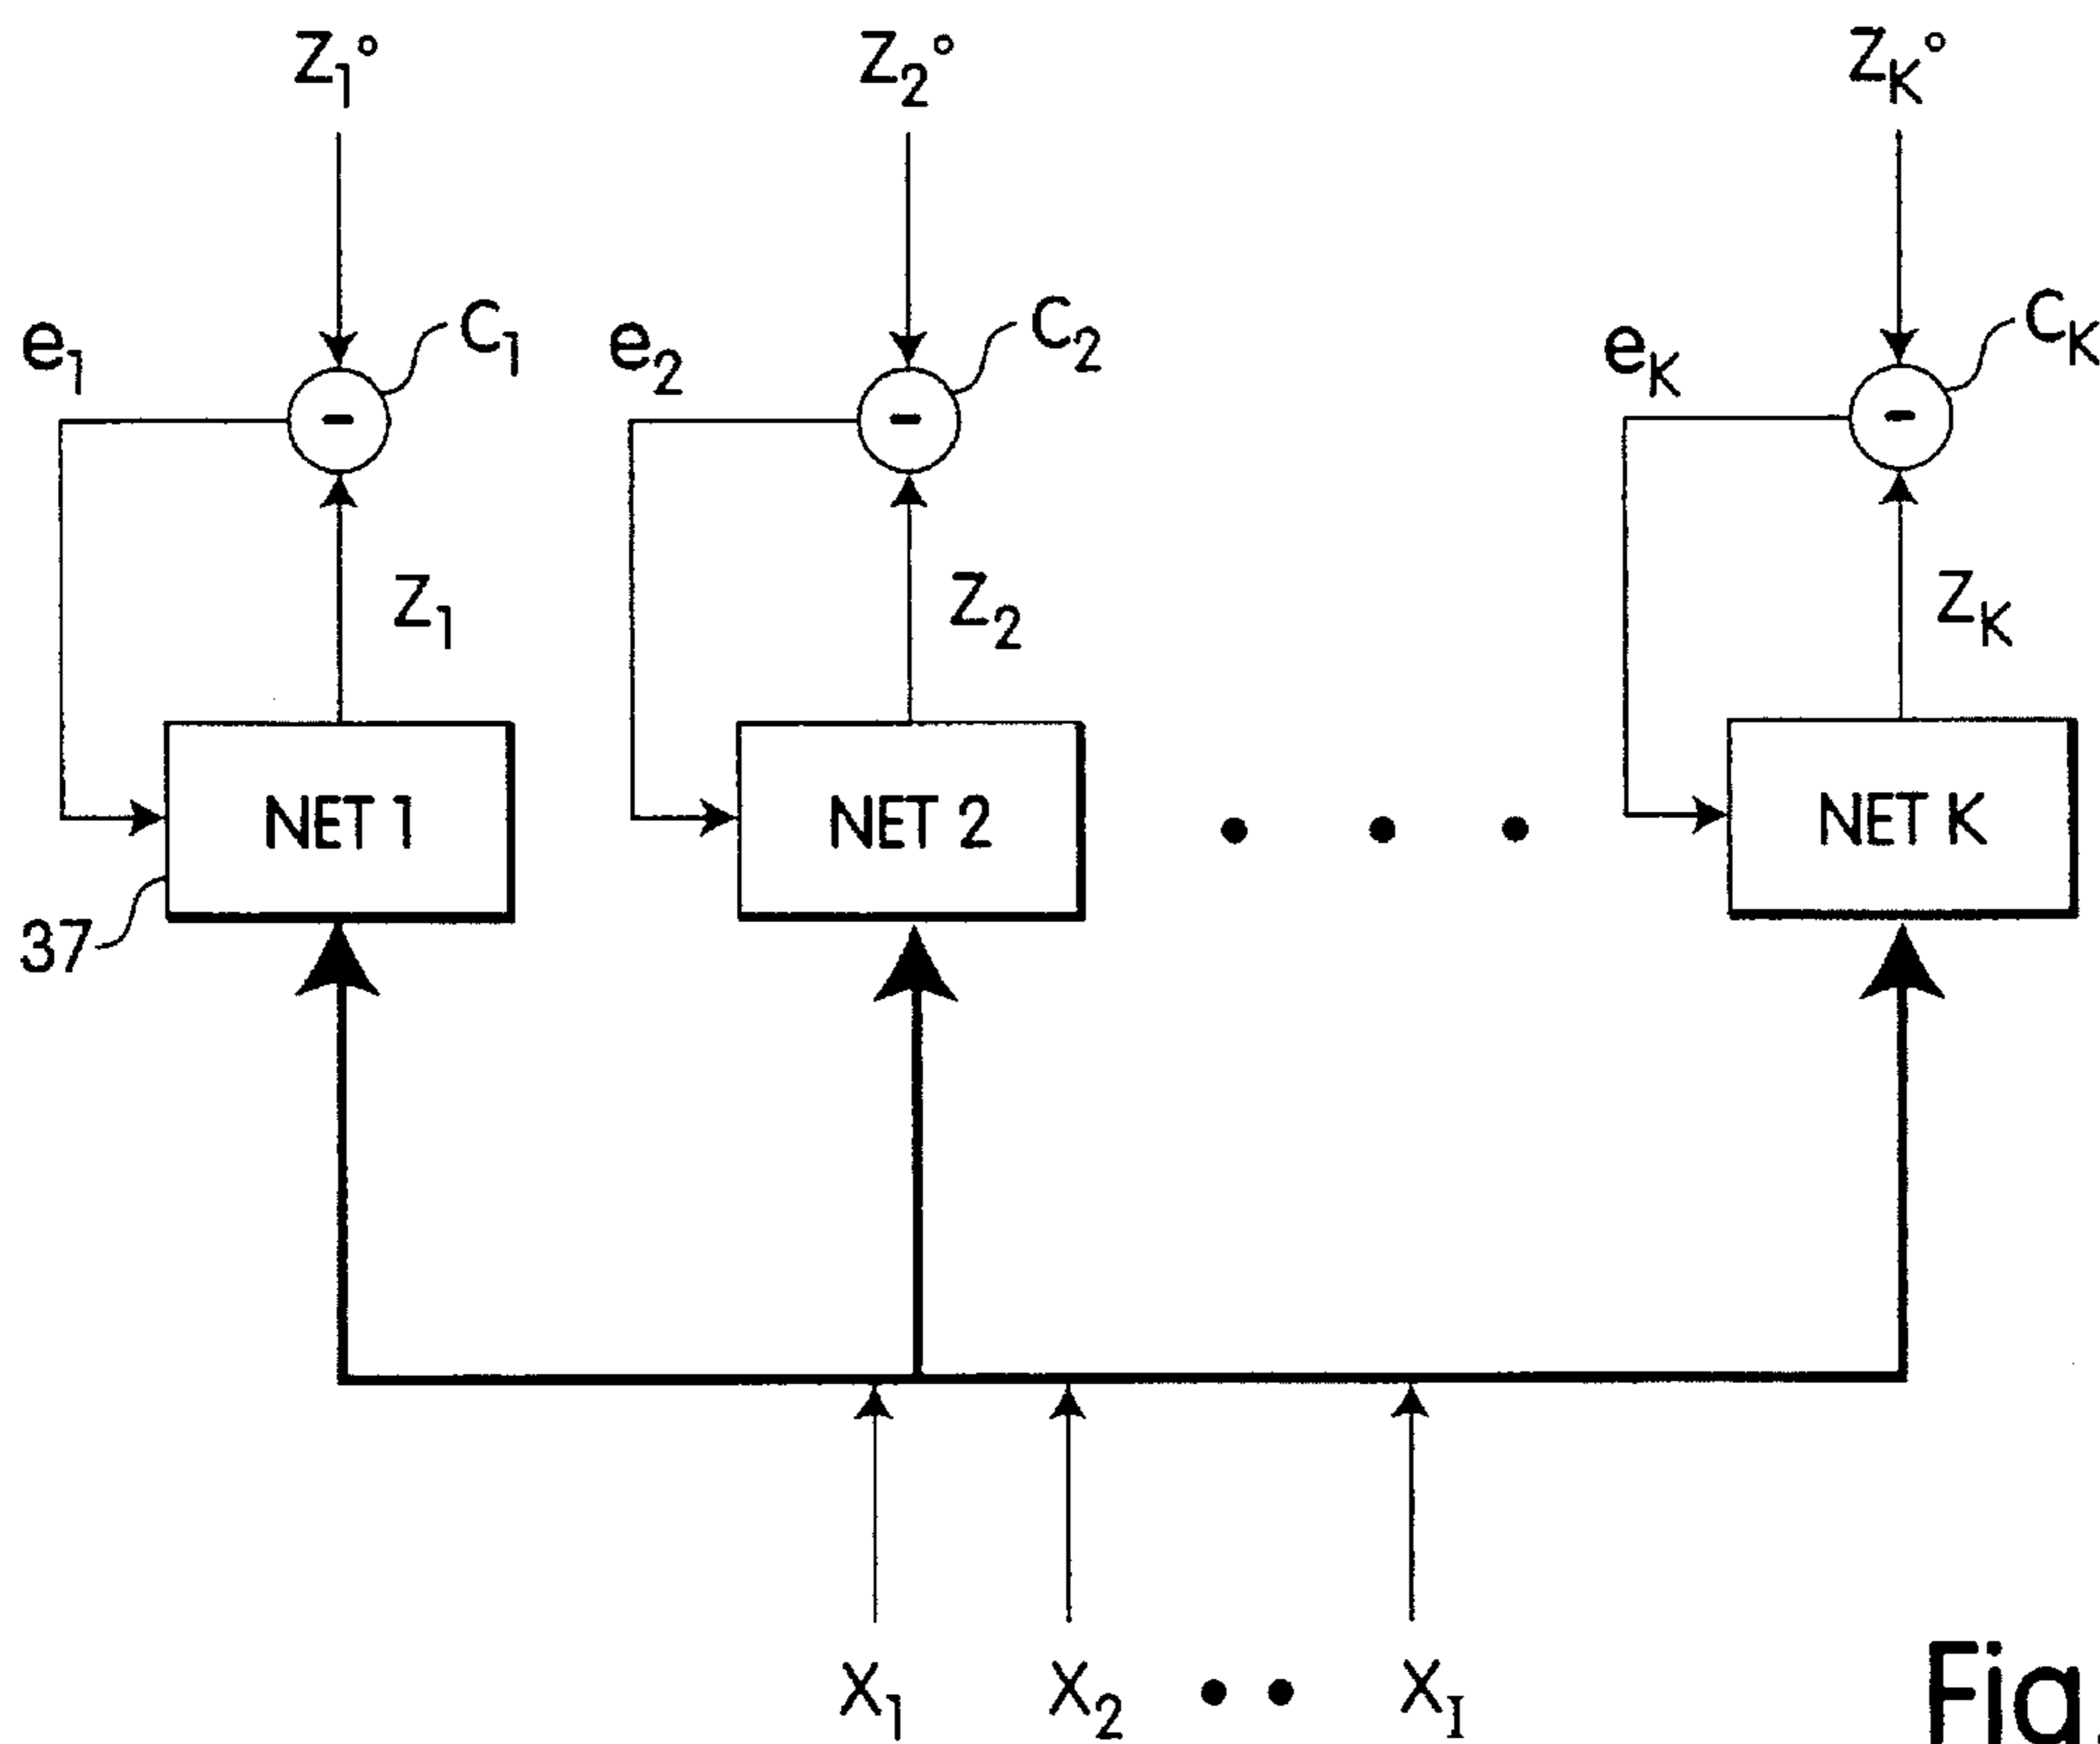 Z1° Z2° ZK°
e1 C1 e2 C2 eK CK
Z1 Z2 ZK
NET 1 NET 2 • • • NET K
37
X1 X2 • • XI
Fig.